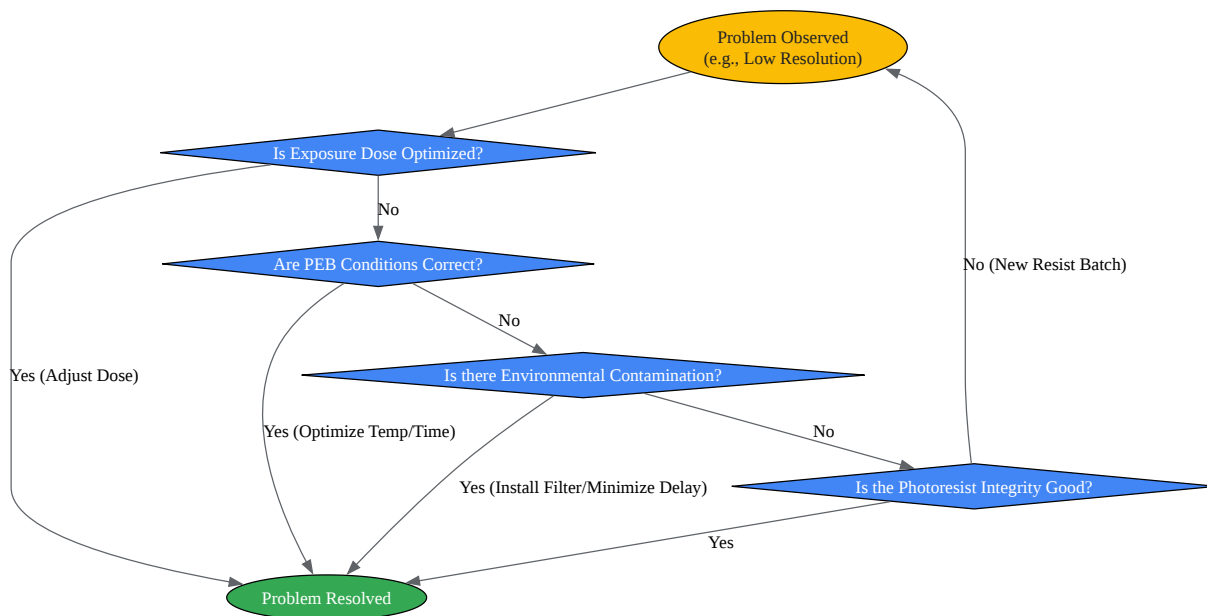 Problem Observed
(e.g., Low Resolution)
Is Exposure Dose Optimized?
No
Are PEB Conditions Correct?
No (New Resist Batch)
No
Yes (Adjust Dose)
Is there Environmental Contamination?
Yes (Optimize Temp/Time)
No
Yes (Install Filter/Minimize Delay)
Is the Photoresist Integrity Good?
Yes
Problem Resolved